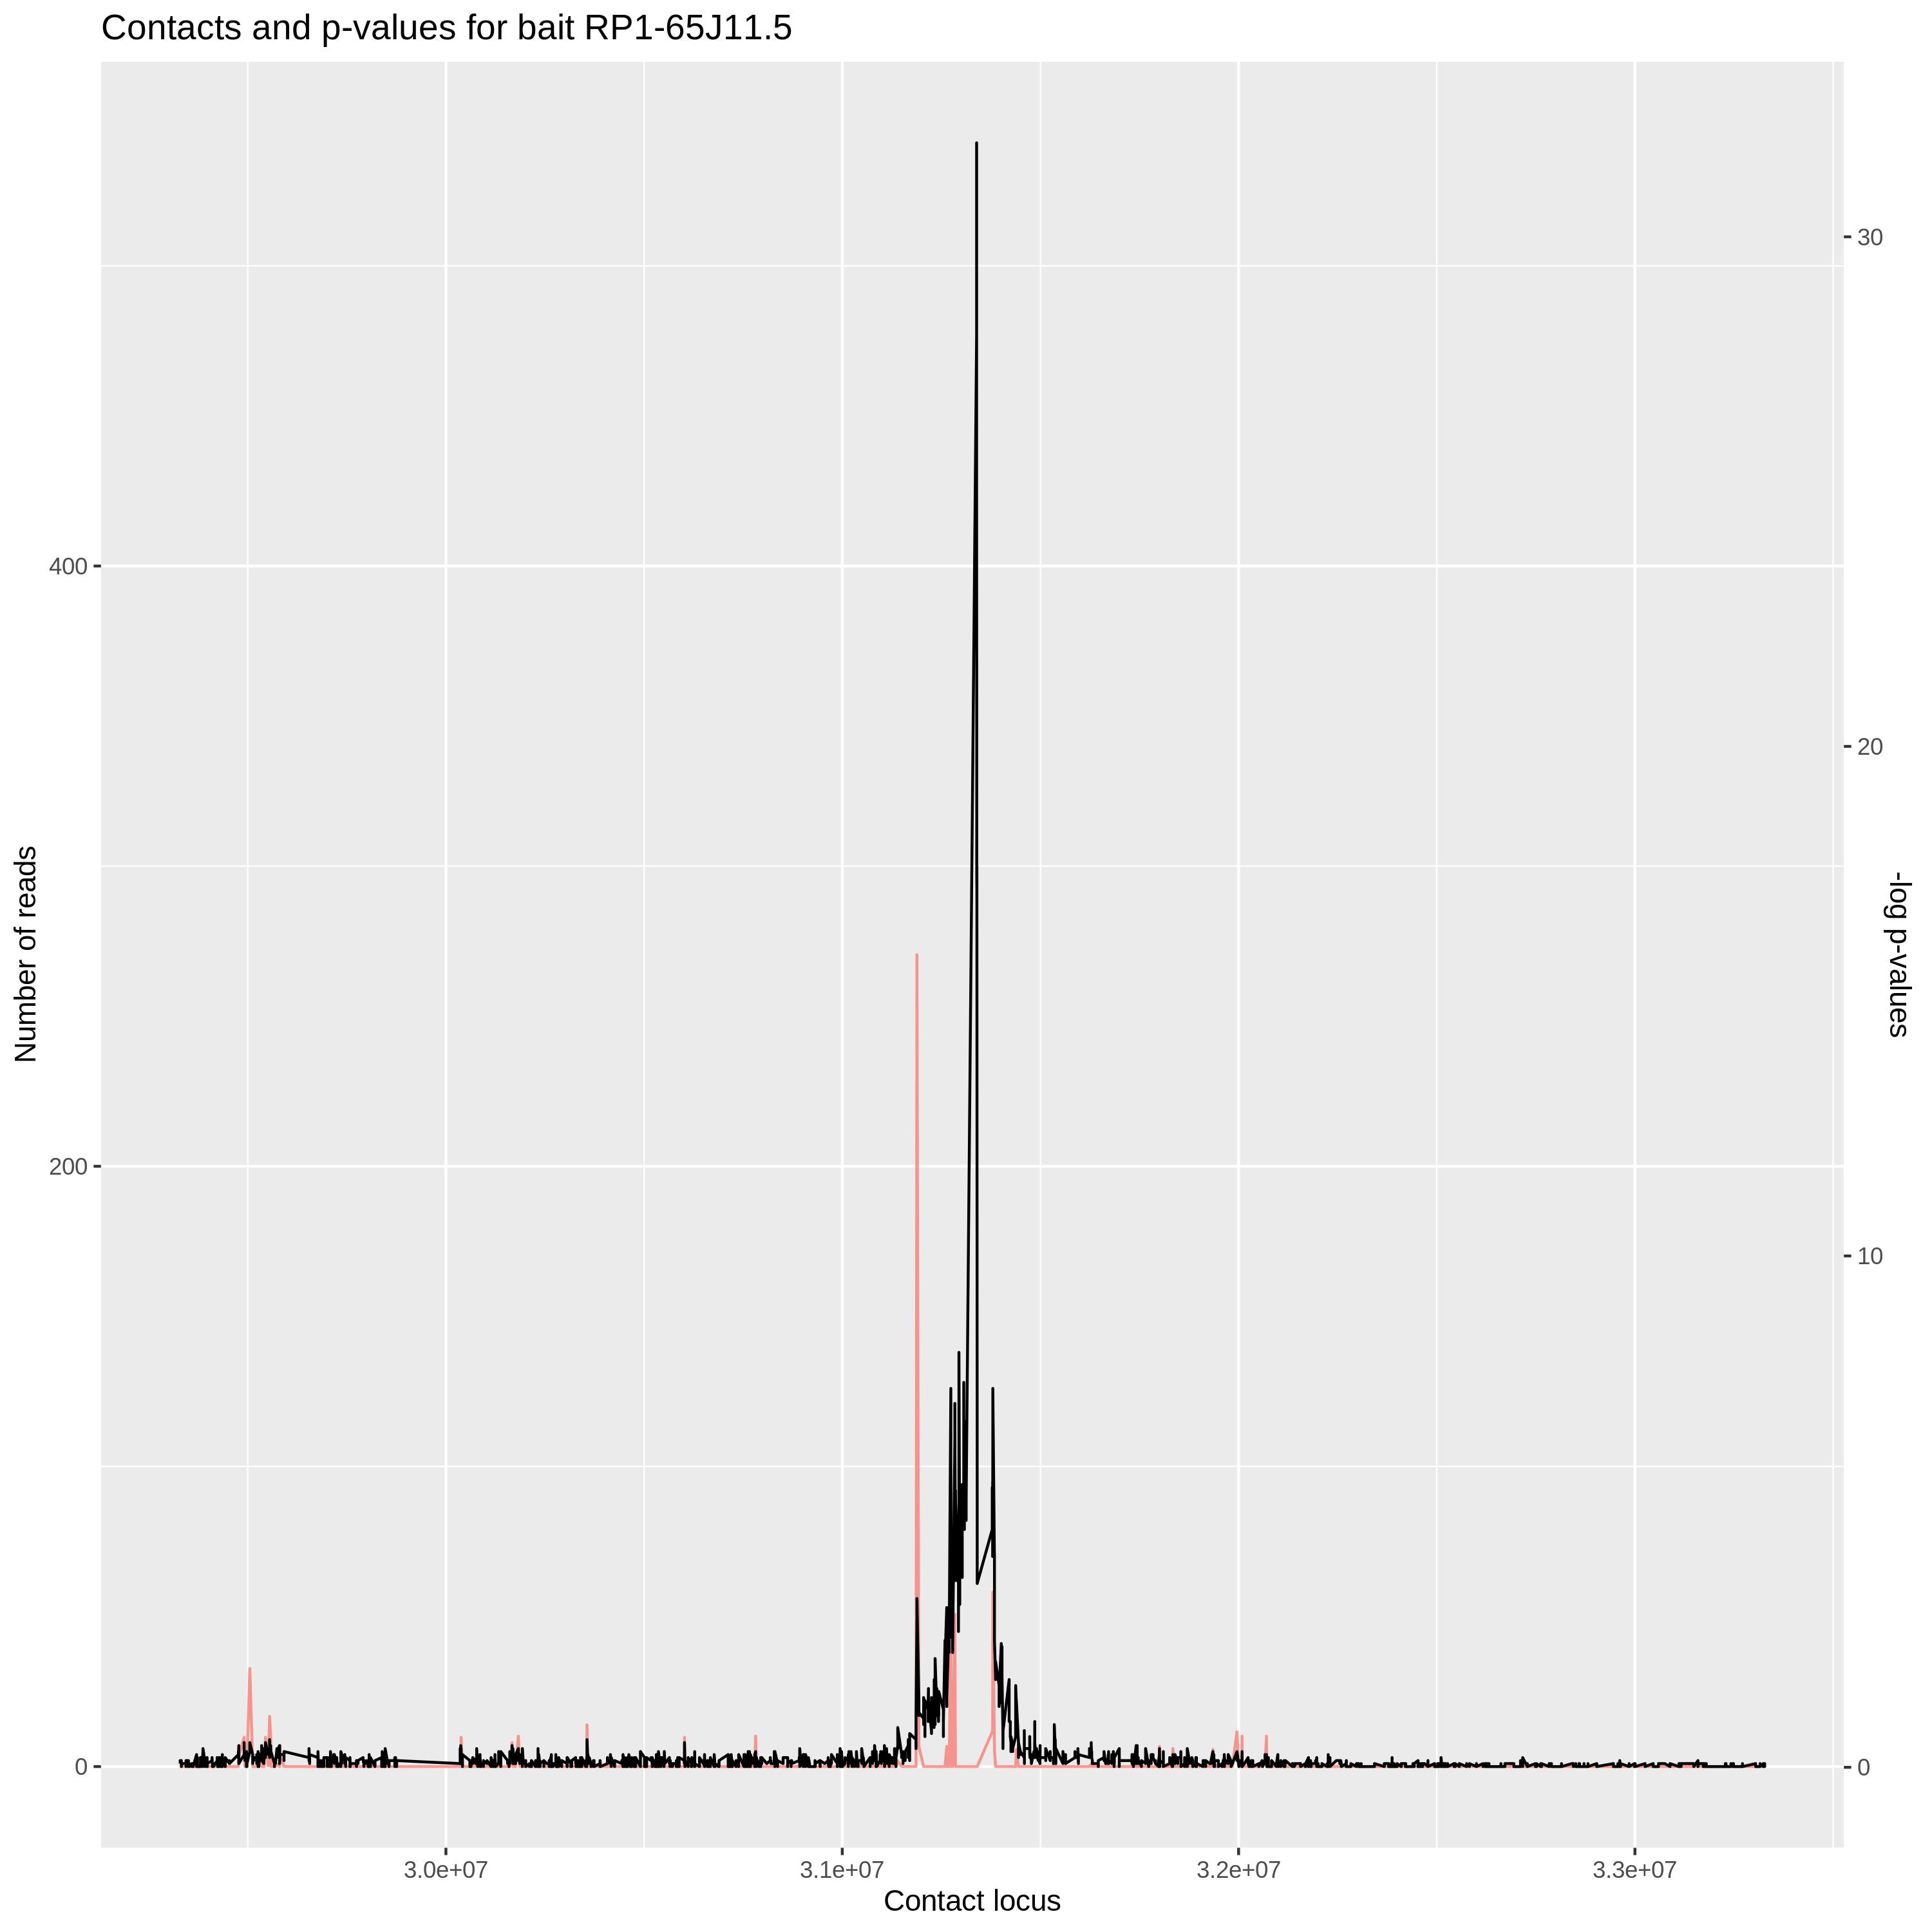 Contacts and p-values for bait RP1-65J11.5
30
400
20
Number of reads
-log p-values
200
10
0
0
3.0e+07
3.1e+07
3.2e+07
3.3e+07
Contact locus